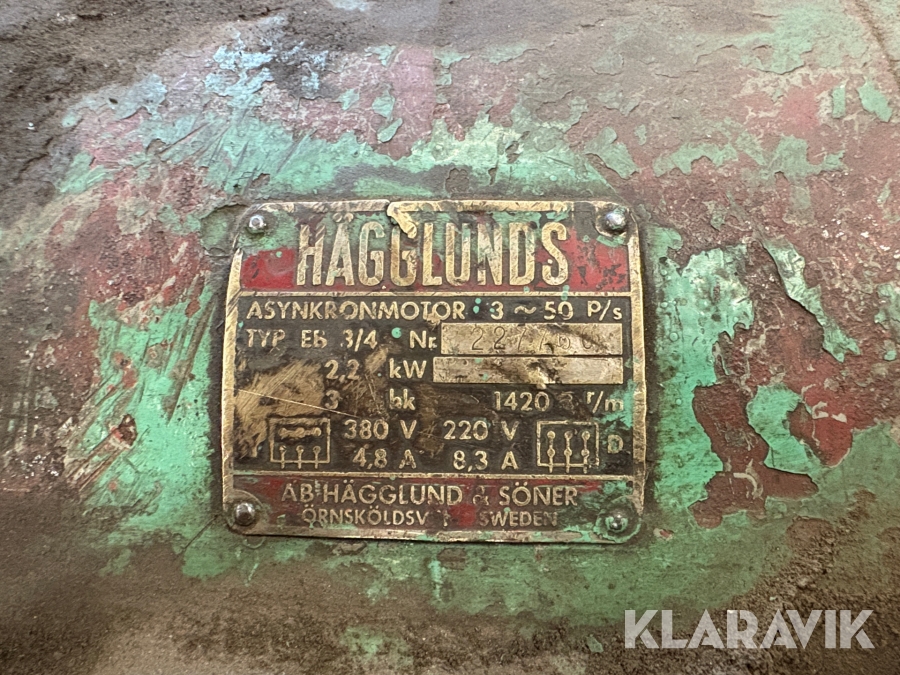 HÄGGLUNDS
ASYNKRONMOTOR 3 ~ 50 P/s
TYP EB 3/4 Nr.
2,2 kW
3 hk 1420 r/m
380 V 220 V
4,8 A 8,3 A D
AB HÄGGLUND & SÖNER
SWEDEN
KLARAVIK